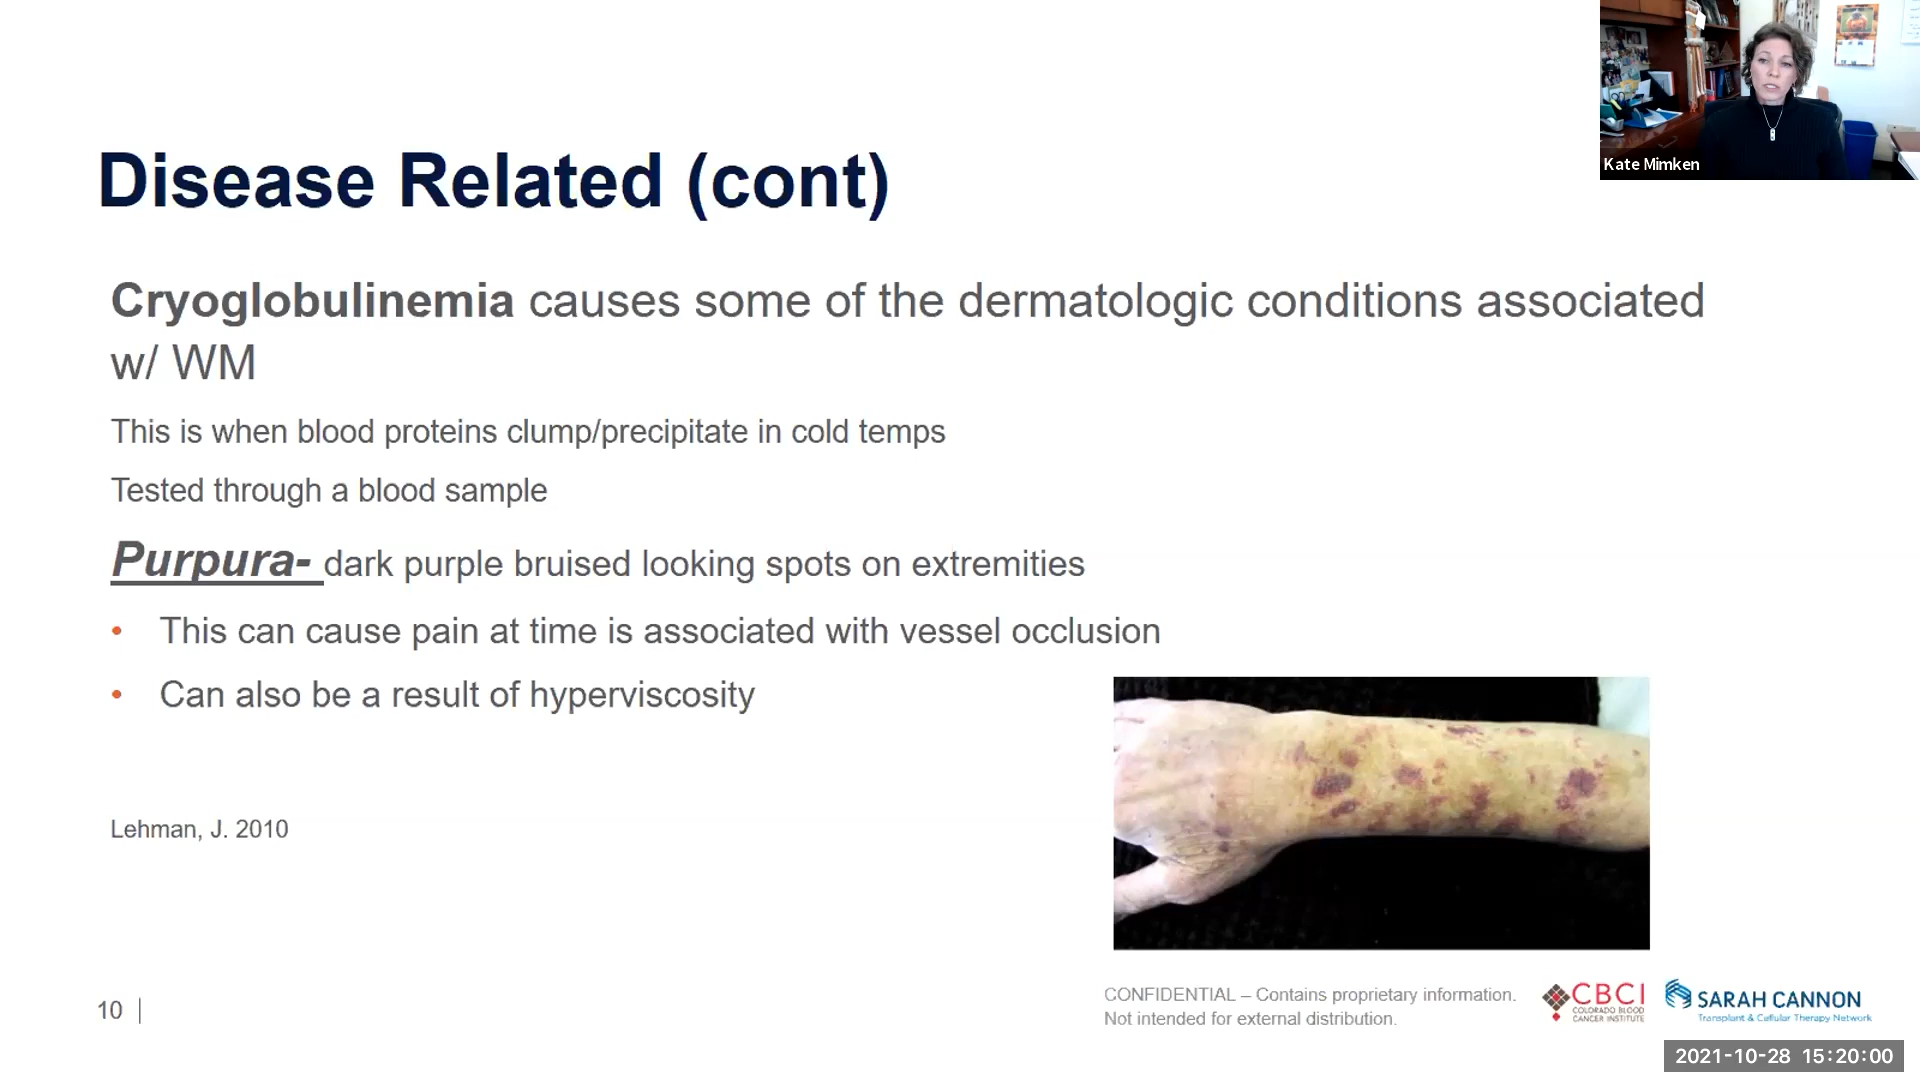 Kate Mimken
Disease Related (cont)
Cryoglobulinemia causes some of the dermatologic conditions associated
w/ WM
This is when blood proteins clump/precipitate in cold temps
Tested through a blood sample
Purpura- dark purple bruised looking spots on extremities
• This can cause pain at time is associated with vessel occlusion
• Can also be a result of hyperviscosity
Lehman, J. 2010
10
CONFIDENTIAL – Contains proprietary information.
Not intended for external distribution.
CBCI
COLORADO BLOOD
CANCER INSTITUTE
SARAH CANNON
Transplant & Cellular Therapy Network
2021-10-28 15:20:00